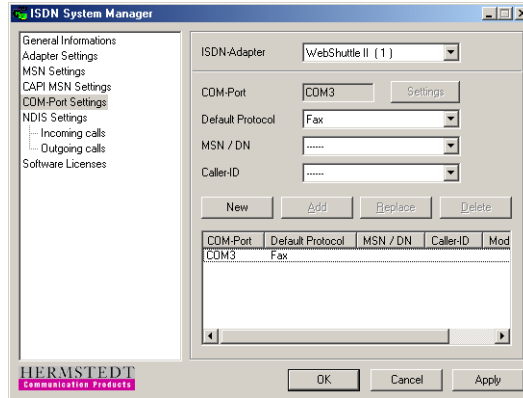 ISDN System Manager
General Informations
Adapter Settings
MSN Settings
CAPI MSN Settings
COM-Port Settings
NDIS Settings
Incoming calls
Outgoing calls
Software Licenses
ISDN-Adapter
WebShuttle II ( 1 )
COM-Port
COM3
Settings
Default Protocol
Fax
MSN / DN
------
Caller-ID
------
New Add Replace Delete
COM-Port Default Protocol MSN / DN Caller-ID Mod
COM3 Fax
HERMSTEDT
Communication Products
OK Cancel Apply